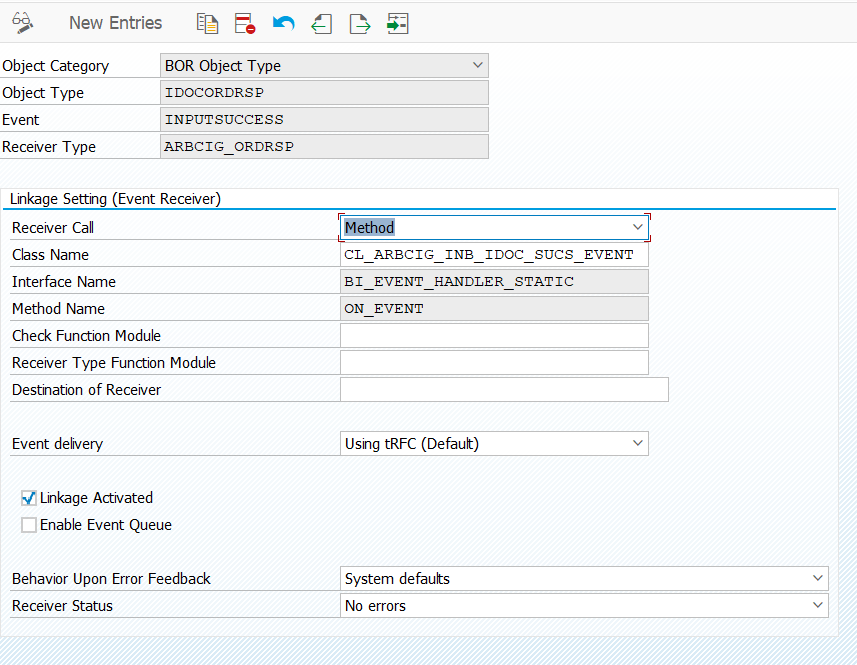 New Entries
Object Category BOR Object Type
Object Type IDOCORDRSP
Event INPUTSUCCESS
Receiver Type ARBCIG_ORDRSP
Linkage Setting (Event Receiver)
Receiver Call Method
Class Name CL_ARBCIG_INB_IDOC_SUCS_EVENT
Interface Name BI_EVENT_HANDLER_STATIC
Method Name ON_EVENT
Check Function Module
Receiver Type Function Module
Destination of Receiver
Event delivery Using tRFC (Default)
Linkage Activated
Enable Event Queue
Behavior Upon Error Feedback System defaults
Receiver Status No errors